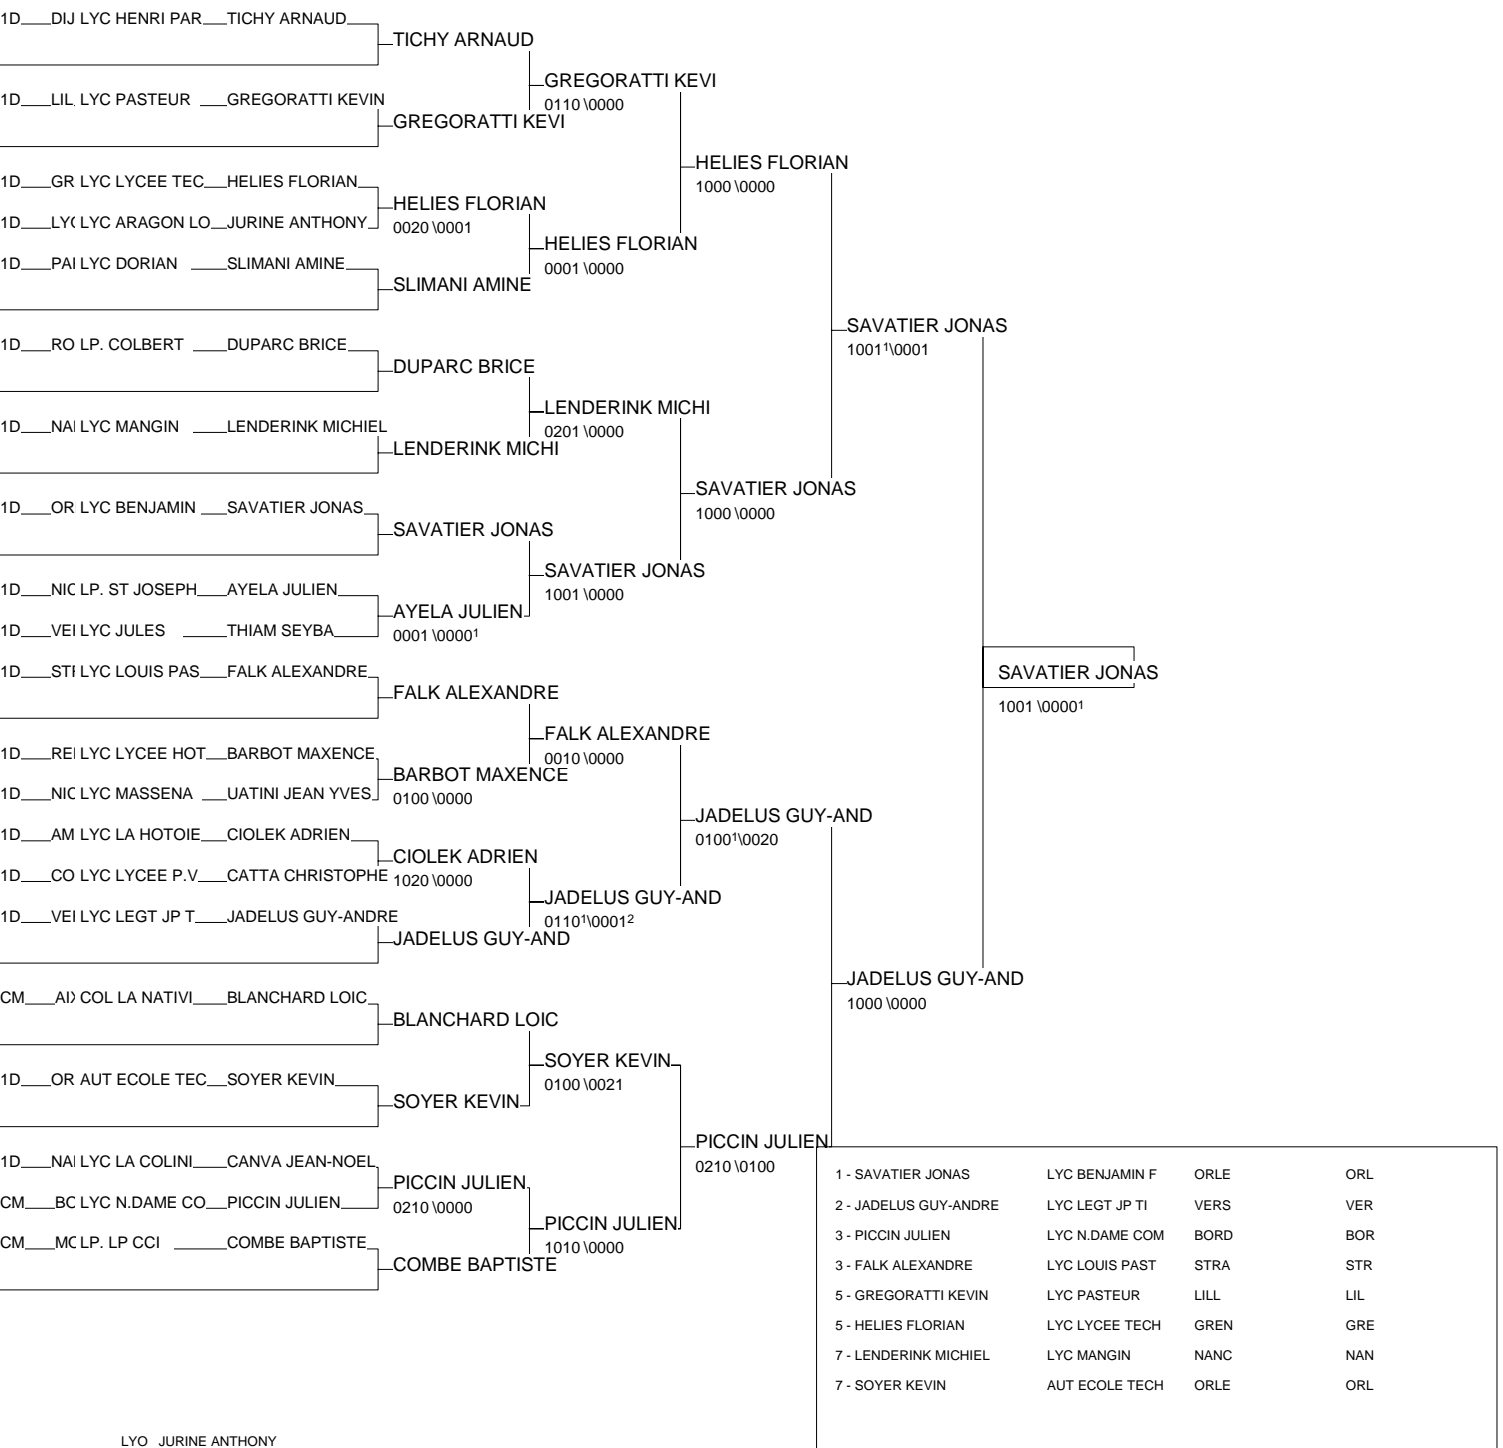 1D DIJ LYC HENRI PAR TICHY ARNAUD
TICHY ARNAUD
GREGORATTI KEVI
0110 \0000
1D LIL LYC PASTEUR GREGORATTI KEVIN
GREGORATTI KEVI
HELIES FLORIAN
1000 \0000
1D GR LYC LYCEE TEC HELIES FLORIAN
HELIES FLORIAN
0020 \0001
1D LYC LYC ARAGON LO JURINE ANTHONY
HELIES FLORIAN
0001 \0000
1D PAI LYC DORIAN SLIMANI AMINE
SLIMANI AMINE
SAVATIER JONAS
1001¹\0001
1D RO LP. COLBERT DUPARC BRICE
DUPARC BRICE
LENDERINK MICHI
0201 \0000
1D NAI LYC MANGIN LENDERINK MICHIEL
LENDERINK MICHI
SAVATIER JONAS
1000 \0000
1D OR LYC BENJAMIN SAVATIER JONAS
SAVATIER JONAS
SAVATIER JONAS
1001 \0000
1D NIC LP. ST JOSEPH AYELA JULIEN
AYELA JULIEN
0001 \0000¹
1D VEI LYC JULES THIAM SEYBA
SAVATIER JONAS
1001 \0000¹
1D STI LYC LOUIS PAS FALK ALEXANDRE
FALK ALEXANDRE
FALK ALEXANDRE
0010 \0000
1D REI LYC LYCEE HOT BARBOT MAXENCE
BARBOT MAXENCE
0100 \0000
1D NIC LYC MASSENA UATINI JEAN YVES
JADELUS GUY-AND
0100¹\0020
1D AM LYC LA HOTOIE CIOLEK ADRIEN
CIOLEK ADRIEN
1020 \0000
1D CO LYC LYCEE P.V CATTA CHRISTOPHE
JADELUS GUY-AND
0110¹\0001²
1D VEI LYC LEGT JP T JADELUS GUY-ANDRE
JADELUS GUY-AND
JADELUS GUY-AND
1000 \0000
CM AIX COL LA NATIVI BLANCHARD LOIC
BLANCHARD LOIC
SOYER KEVIN
0100 \0021
1D OR AUT ECOLE TEC SOYER KEVIN
SOYER KEVIN
PICCIN JULIEN
0210 \0100
1D NAI LYC LA COLINI CANVA JEAN-NOEL
PICCIN JULIEN
0210 \0000
CM BC LYC N.DAME CO PICCIN JULIEN
PICCIN JULIEN
1010 \0000
CM MC LP. LP CCI COMBE BAPTISTE
COMBE BAPTISTE
1 - SAVATIER JONAS LYC BENJAMIN F ORLE ORL
2 - JADELUS GUY-ANDRE LYC LEGT JP TI VERS VER
3 - PICCIN JULIEN LYC N.DAME COM BORD BOR
3 - FALK ALEXANDRE LYC LOUIS PAST STRA STR
5 - GREGORATTI KEVIN LYC PASTEUR LILL LIL
5 - HELIES FLORIAN LYC LYCEE TECH GREN GRE
7 - LENDERINK MICHIEL LYC MANGIN NANC NAN
7 - SOYER KEVIN AUT ECOLE TECH ORLE ORL
LYO JURINE ANTHONY